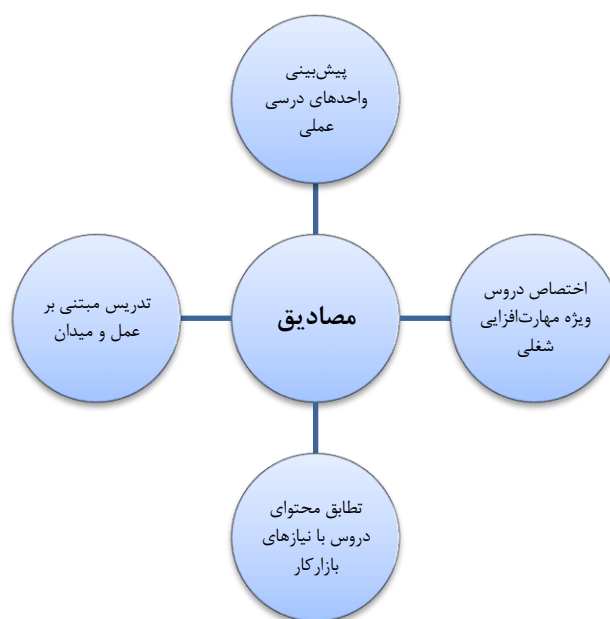 پیش‌بینی
واحدهای درسی
عملی
اختصاص دروس
ویژه مهارت‌افزایی
شغلی
مصادیق
تدریس مبتنی بر
عمل و میدان
تطابق محتوای
دروس با نیازهای
بازارکار